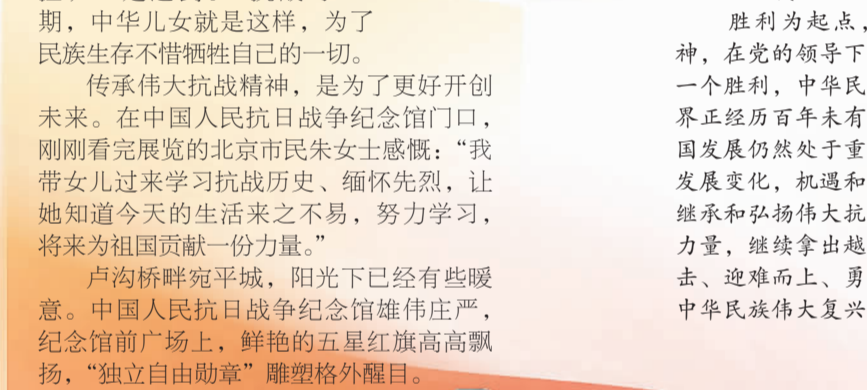 期，中华儿女就是这样，为了
民族生存不惜牺牲自己的一切。
传承伟大抗战精神，是为了更好开创
未来。在中国人民抗日战争纪念馆门口，
刚刚看完展览的北京市民朱女士感慨：“我
带女儿过来学习抗战历史、缅怀先烈，让
她知道今天的生活来之不易，努力学习，
将来为祖国贡献一份力量。”
卢沟桥畔宛平城，阳光下已经有些暖
意。中国人民抗日战争纪念馆雄伟庄严，
纪念馆前广场上，鲜艳的五星红旗高高飘
扬，“独立自由勋章”雕塑格外醒目。
胜利为起点，
神，在党的领导下
一个胜利，中华民
界正经历百年未有
国发展仍然处于重
发展变化，机遇和
继承和弘扬伟大抗
力量，继续拿出越
击、迎难而上、勇
中华民族伟大复兴